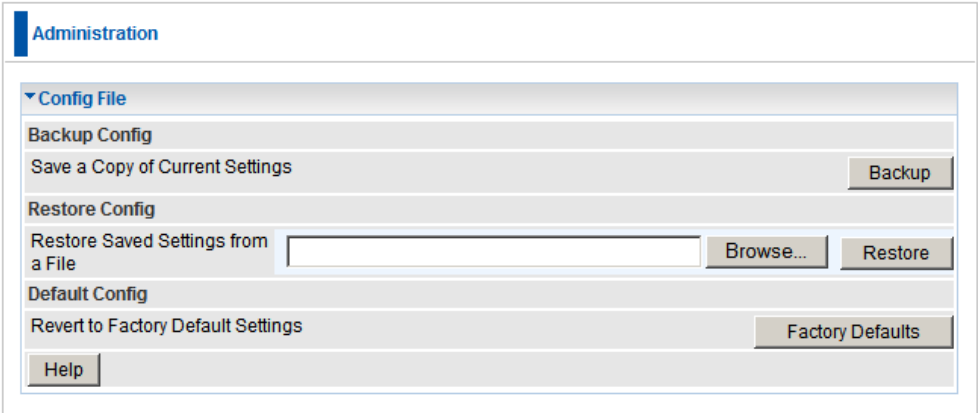 Administration
Config File
Backup Config
Save a Copy of Current Settings
Backup
Restore Config
Restore Saved Settings from
a File
Browse...
Restore
Default Config
Revert to Factory Default Settings
Factory Defaults
Help